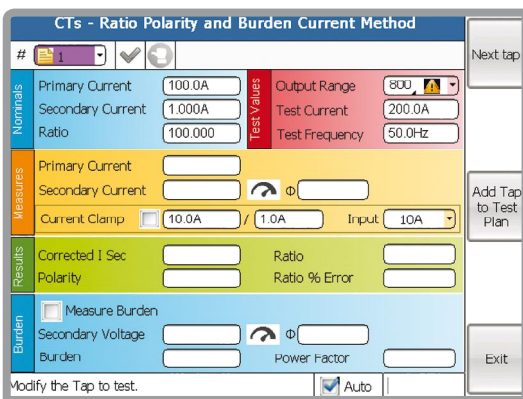 CTs - Ratio Polarity and Burden Current Method
# 1
Next tap
Nominals
Primary Current 100.0A
Secondary Current 1.000A
Ratio 100.000
Test Values
Output Range 800
Test Current 200.0A
Test Frequency 50.0Hz
Measures
Primary Current
Secondary Current Φ
Current Clamp 10.0A / 1.0A Input 10A
Add Tap
to Test
Plan
Results
Corrected I Sec Ratio
Polarity Ratio % Error
Burden
Measure Burden
Secondary Voltage Φ
Burden Power Factor
Exit
Modify the Tap to test. Auto